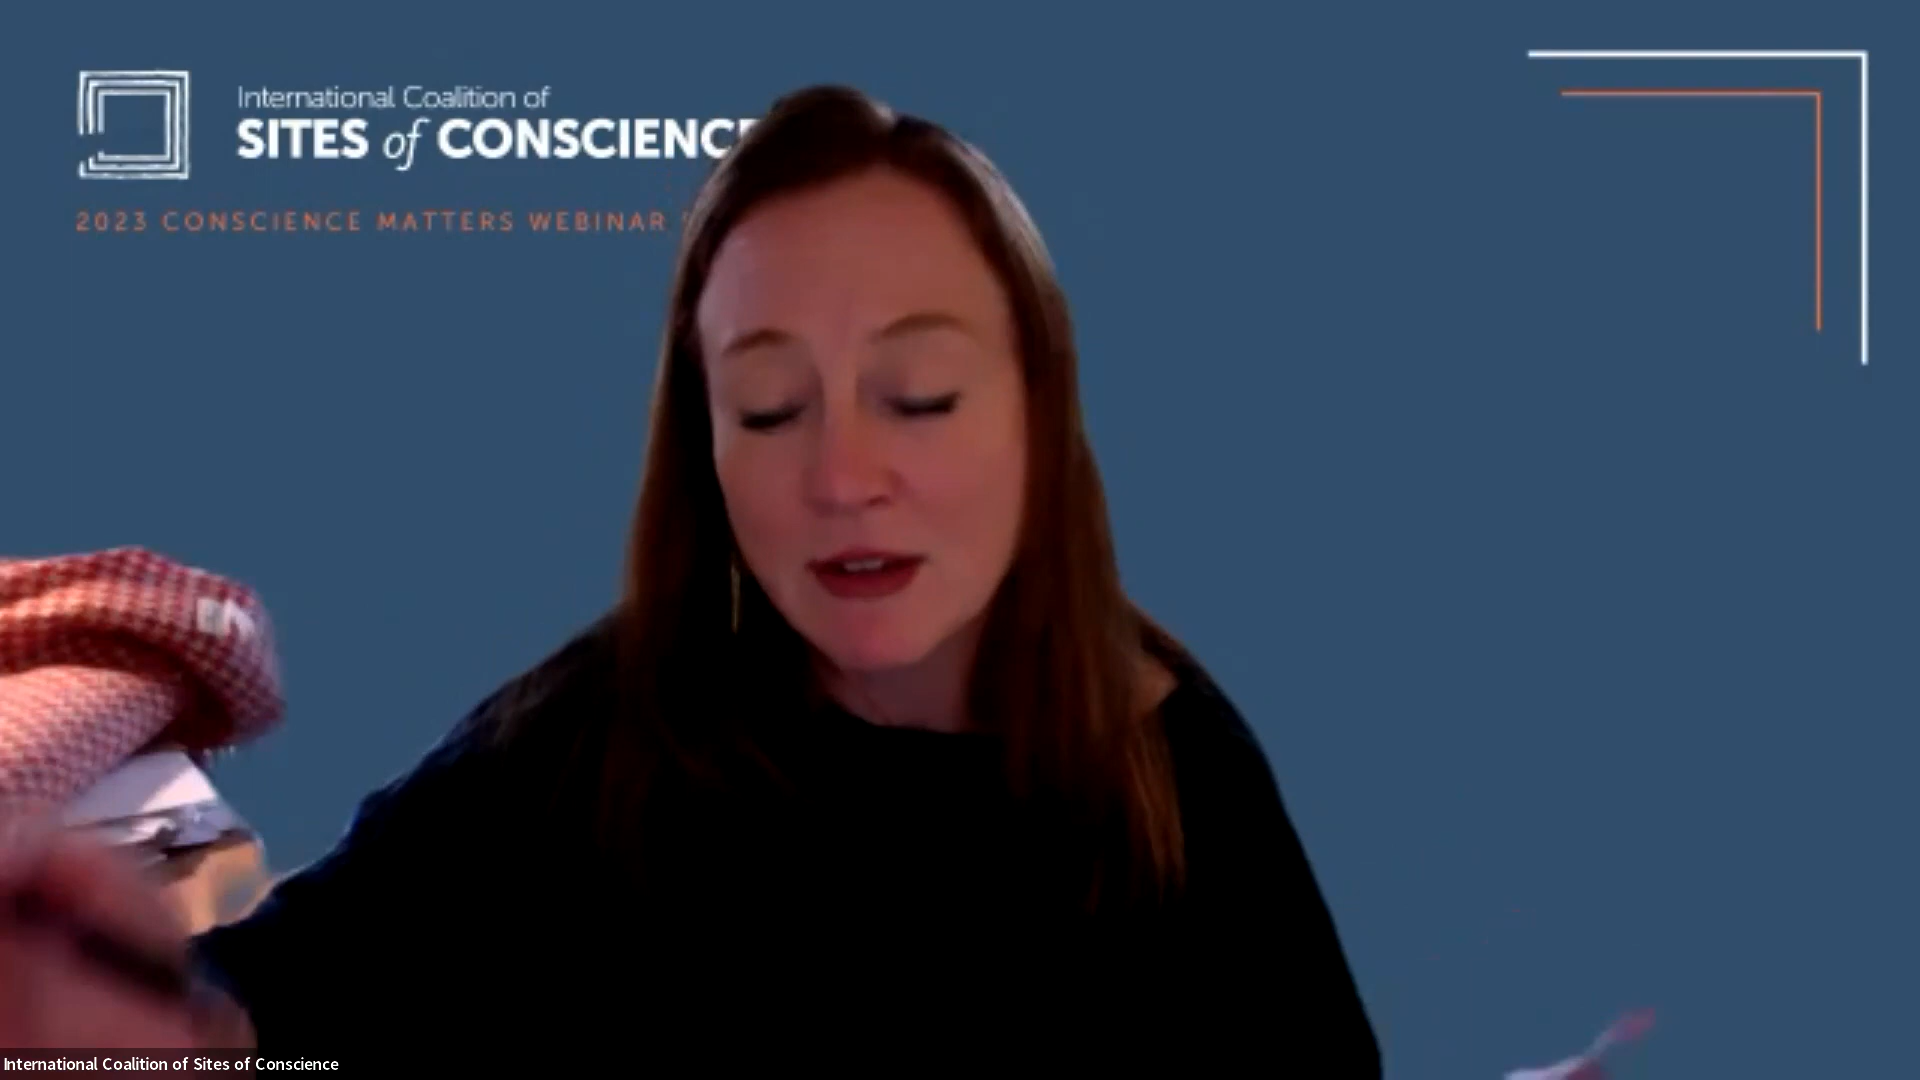 International Coalition of
SITES of CONSCIENC
2023 CONSCIENCE MATTERS WEBINAR
International Coalition of Sites of Conscience